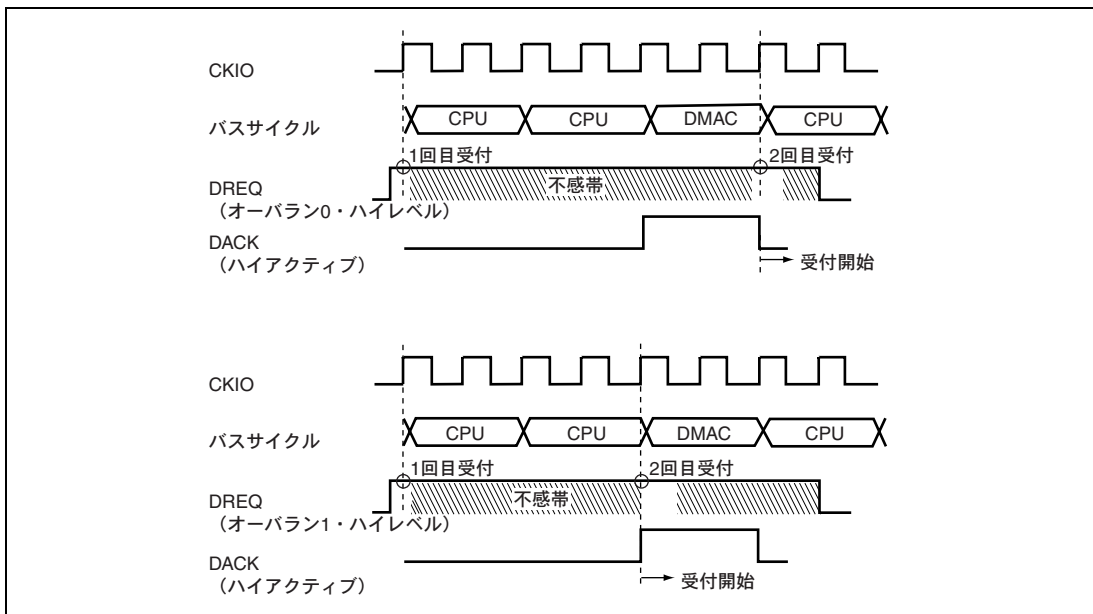 CKIO
バスサイクル
CPU
CPU
DMAC
CPU
1回目受付
2回目受付
DREQ
(オーバラン0・ハイレベル)
不感帯
DACK
(ハイアクティブ)
受付開始
CKIO
バスサイクル
CPU
CPU
DMAC
CPU
1回目受付
2回目受付
DREQ
(オーバラン1・ハイレベル)
不感帯
DACK
(ハイアクティブ)
受付開始